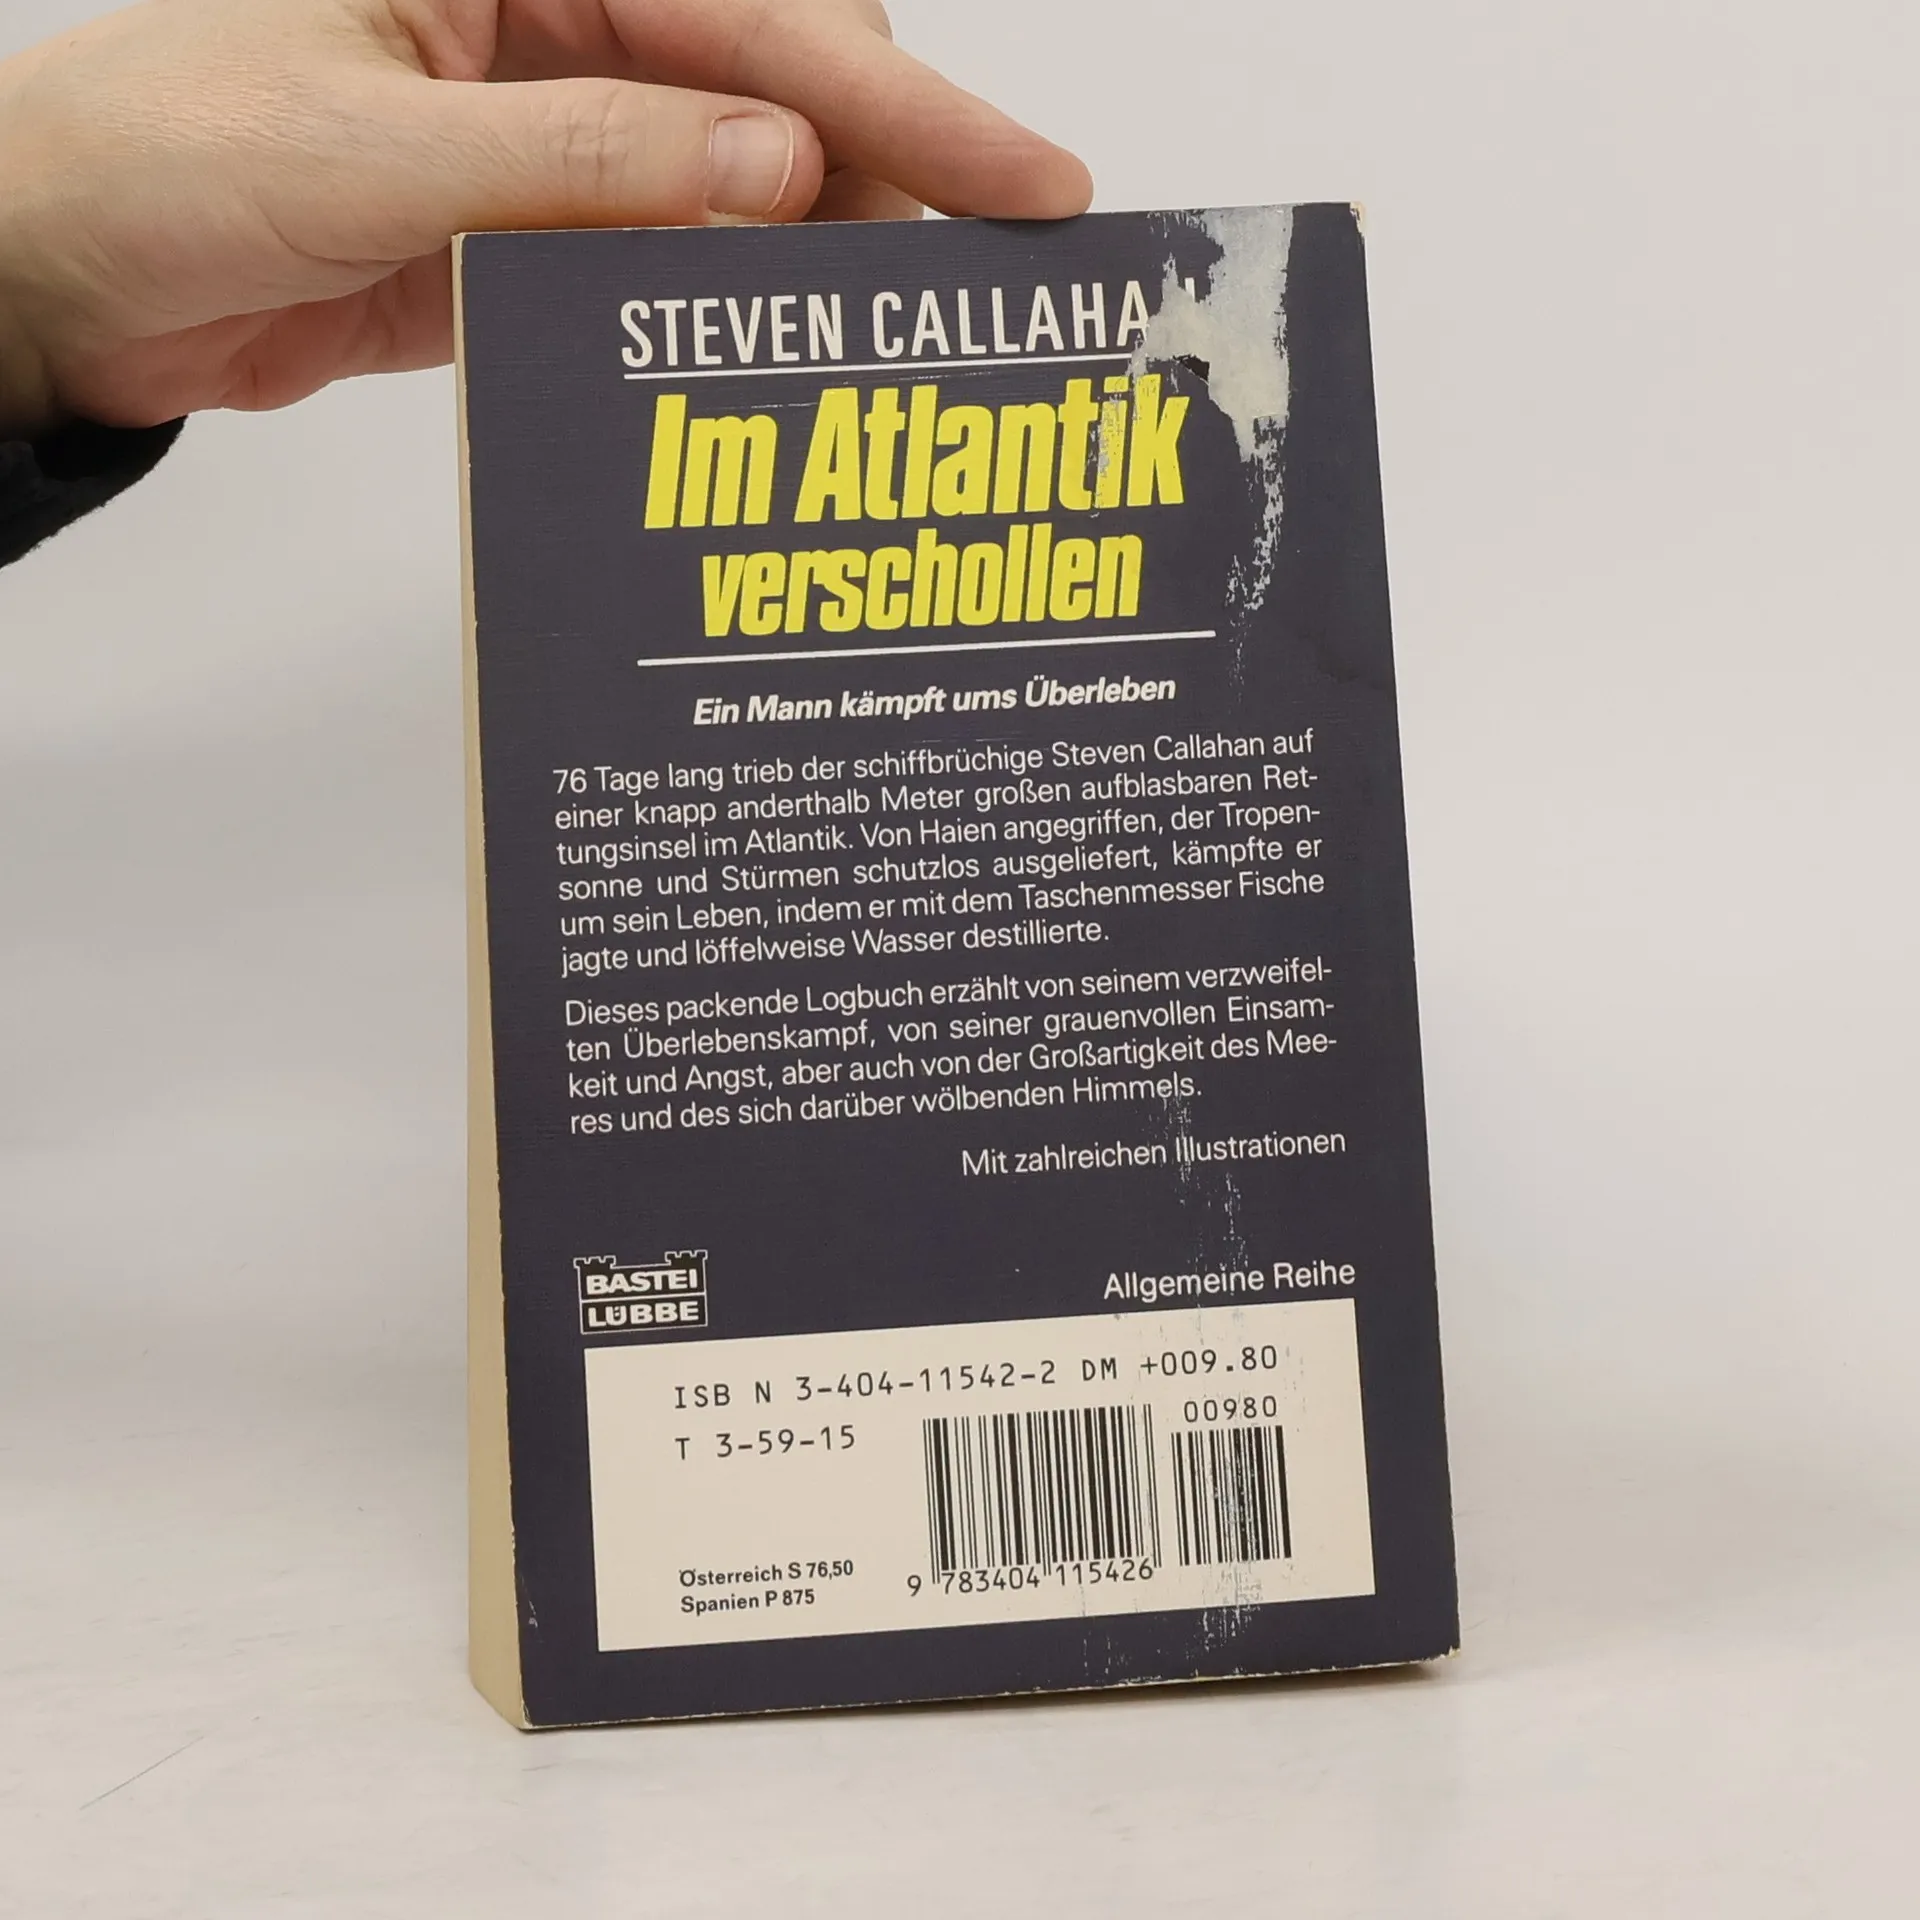 STEVEN CALLAHAN
Im Atlantik
verschollen
Ein Mann kämpft ums Überleben
76 Tage lang trieb der schiffbrüchige Steven Callahan auf
einer knapp anderthalb Meter großen aufblasbaren Ret-
tungsinsel im Atlantik. Von Haien angegriffen, der Tropen-
sonne und Stürmen schutzlos ausgeliefert, kämpfte er
um sein Leben, indem er mit dem Taschenmesser Fische
jagte und löffelweise Wasser destillierte.
Dieses packende Logbuch erzählt von seinem verzweifel-
ten Überlebenskampf, von seiner grauenvollen Einsam-
keit und Angst, aber auch von der Großartigkeit des Mee-
res und des sich darüber wölbenden Himmels.
Mit zahlreichen Illustrationen
BASTEI
LÜBBE
Allgemeine Reihe
ISB N 3-404-11542-2 DM +009.80
T 3-59-15
00980
Österreich S 76,50
Spanien P 875
9 783404 115426